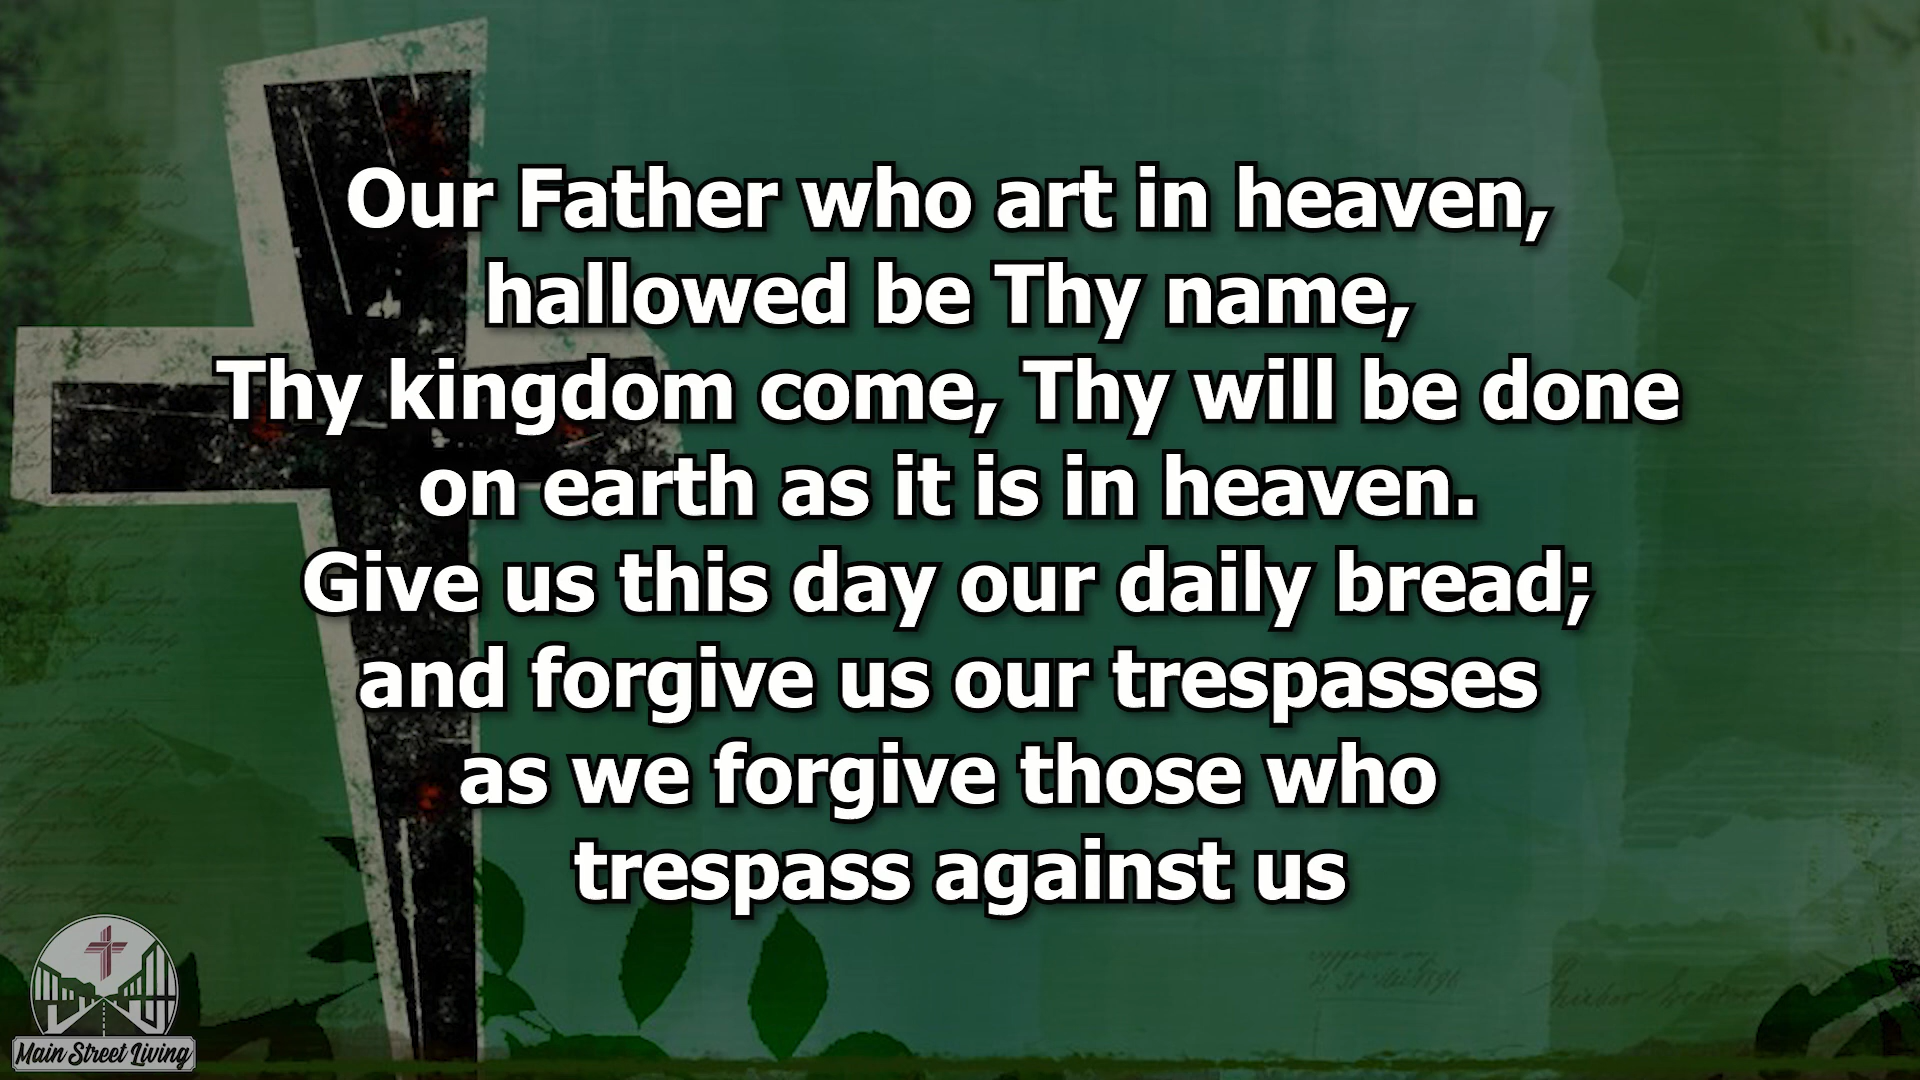 Our Father who art in heaven,
hallowed be Thy name,
Thy kingdom come, Thy will be done
on earth as it is in heaven.
Give us this day our daily bread;
and forgive us our trespasses
as we forgive those who
trespass against us
Main Street Living